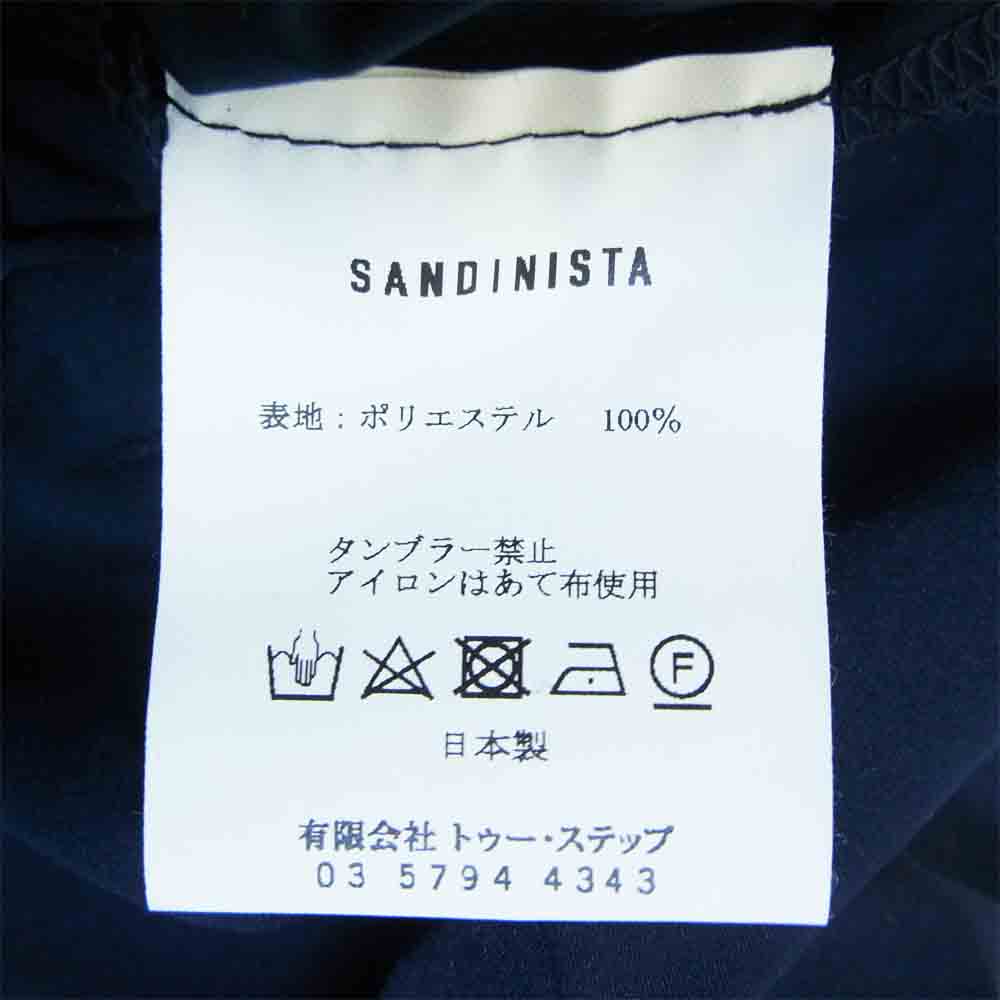 SANDINISTA
表地：ポリエステル 100%
タンブラー禁止
アイロンはあて布使用
F
日本製
有限会社 トゥー・ステップ
03 5794 4343